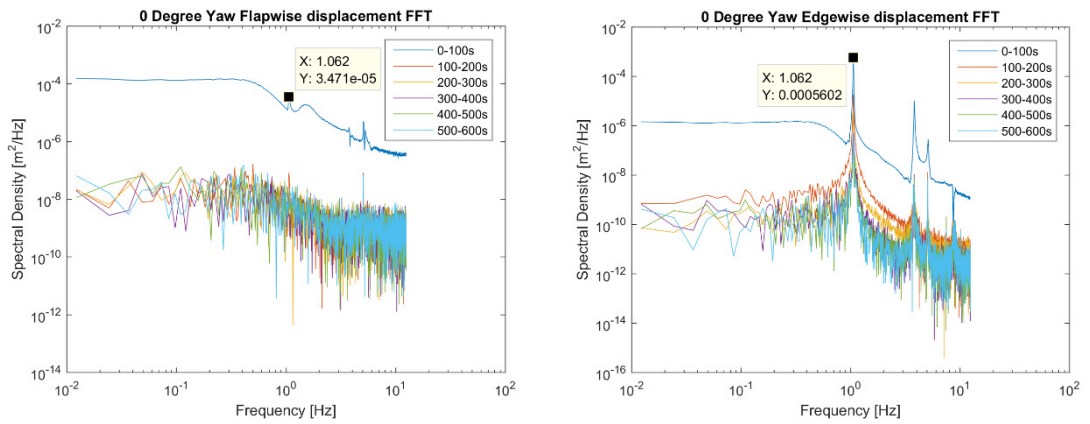 0 Degree Yaw Flapwise displacement FFT
10^-2
10^-4
10^-6
10^-8
10^-10
10^-12
10^-14
Spectral Density [m^2/Hz]
X: 1.062
Y: 3.471e-05
0-100s
100-200s
200-300s
300-400s
400-500s
500-600s
10^-2
10^-1
10^0
10^1
10^2
Frequency [Hz]
0 Degree Yaw Edgewise displacement FFT
10^-2
10^-4
10^-6
10^-8
10^-10
10^-12
10^-14
10^-16
Spectral Density [m^2/Hz]
X: 1.062
Y: 0.0005602
0-100s
100-200s
200-300s
300-400s
400-500s
500-600s
10^-2
10^-1
10^0
10^1
10^2
Frequency [Hz]